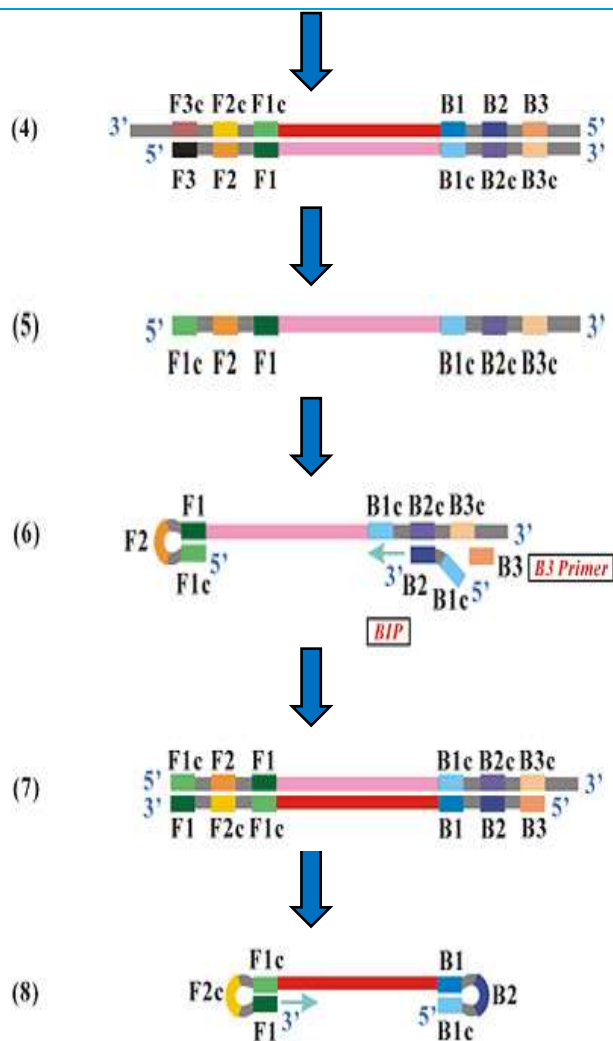 F3c F2c F1c B1 B2 B3
(4) 3’ 5’
5’ 3’
F3 F2 F1 B1c B2c B3c
(5) 5’ 3’
F1c F2 F1 B1c B2c B3c
F1 B1c B2c B3c
(6) 3’
F2 5’
F1c 3’ B2 B1c 5’ B3 B3 Primer
BIP
F1c F2 F1 B1c B2c B3c
(7) 5’ 3’
3’ 5’
F1 F2c F1c B1 B2 B3
F1c B1
(8) F2c B2
F1 3’ 5’ B1c